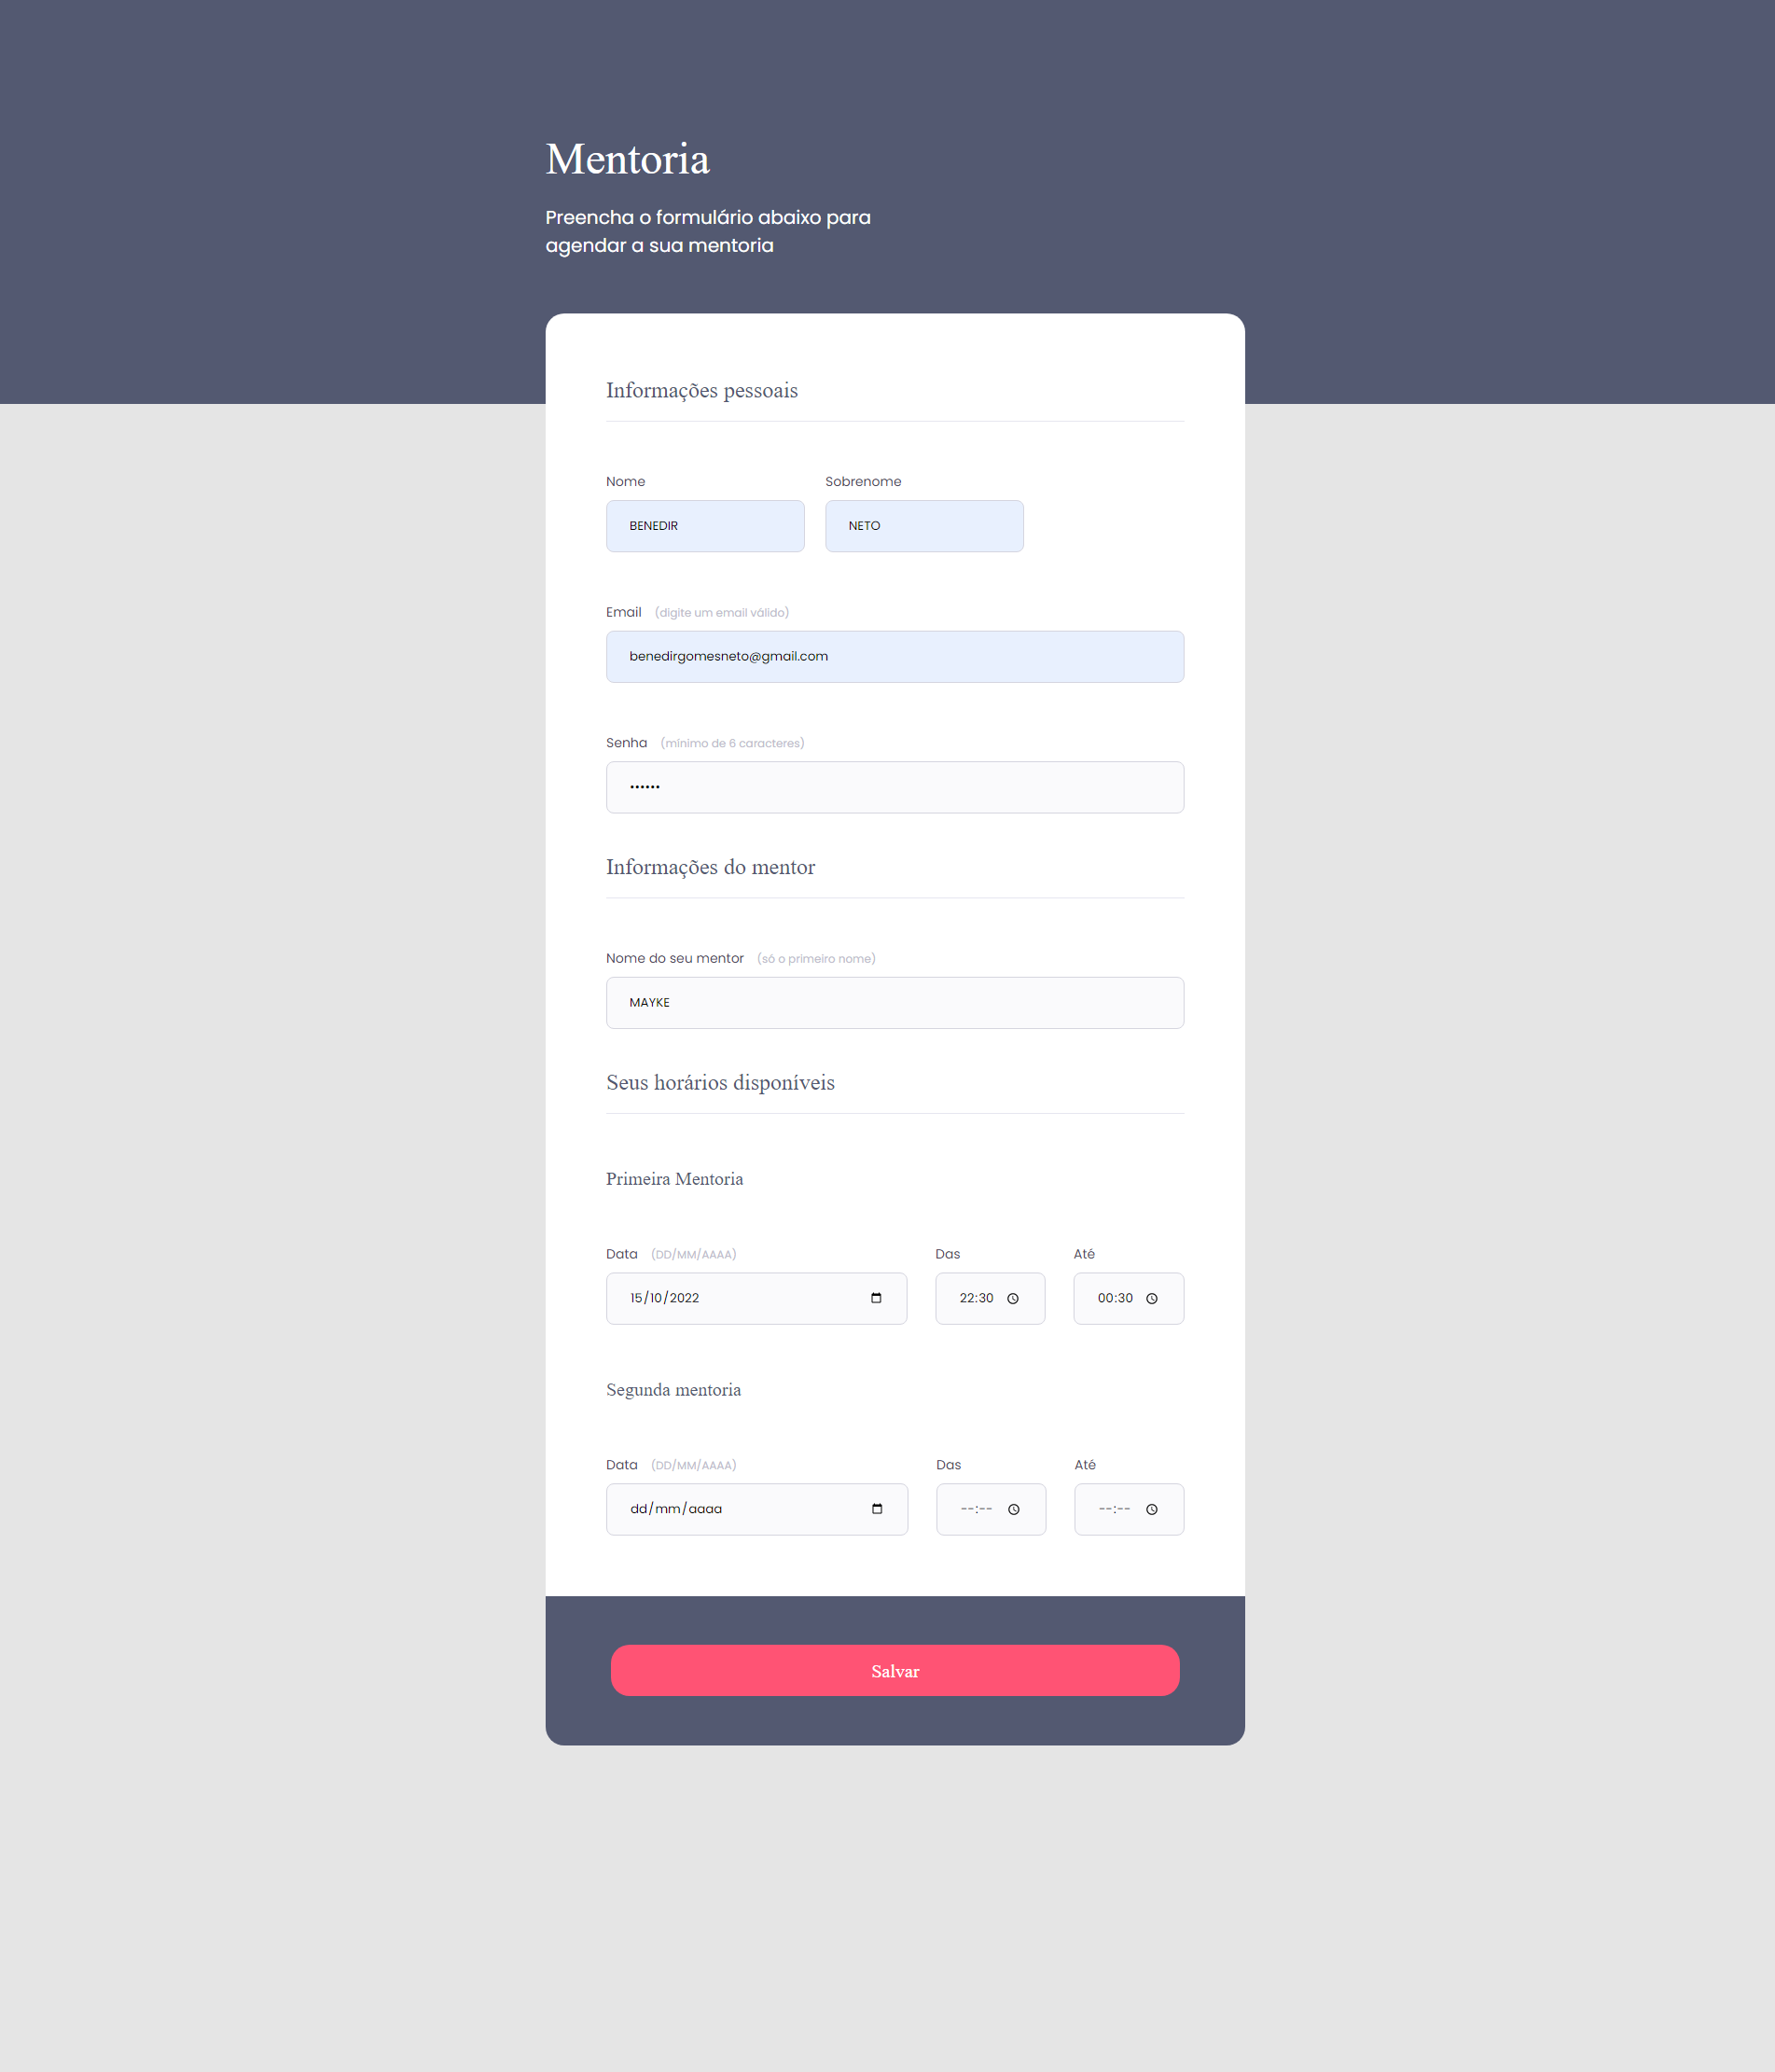 Mentoria
Preencha o formulário abaixo para
agendar a sua mentoria
Informações pessoais
Nome Sobrenome
BENEDIR NETO
Email (digite um email válido)
benedirgomesneto@gmail.com
Senha (mínimo de 6 caracteres)
••••••
Informações do mentor
Nome do seu mentor (só o primeiro nome)
MAYKE
Seus horários disponíveis
Primeira Mentoria
Data (DD/MM/AAAA) Das Até
15/10/2022 22:30 00:30
Segunda mentoria
Data (DD/MM/AAAA) Das Até
dd/mm/aaaa --:-- --:--
Salvar